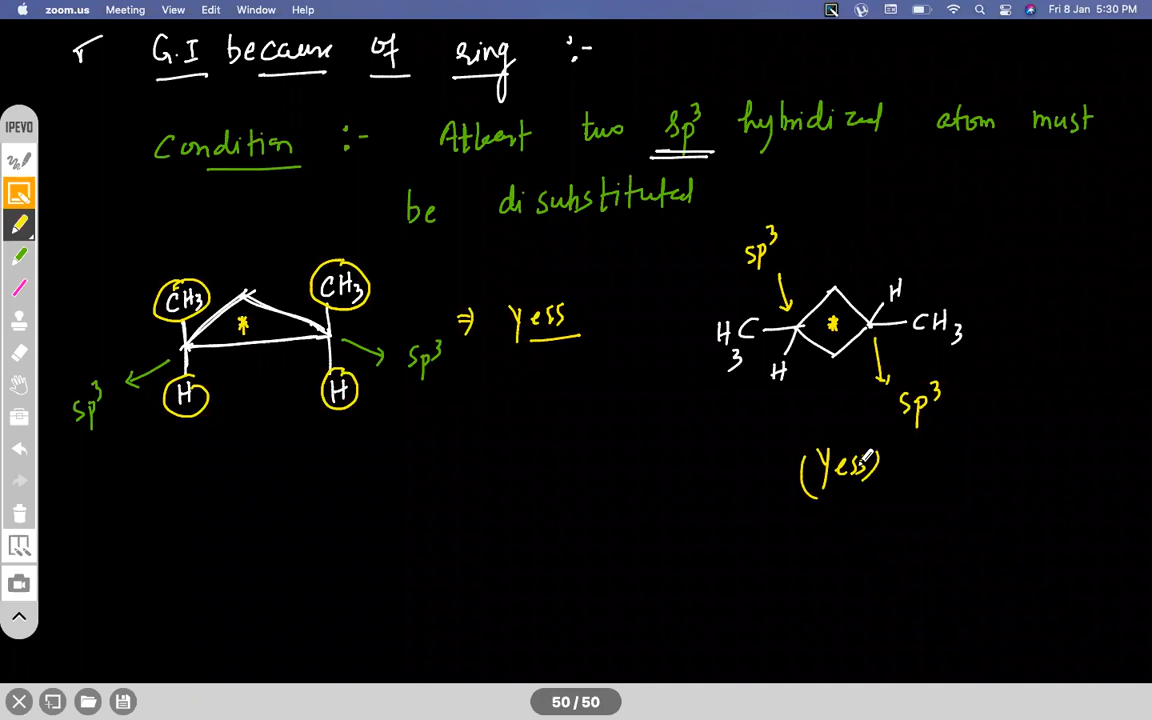 zoom.us Meeting View Edit Window Help Fri 8 Jan 5:30 PM
G.I because of ring :-
IPEVO
Condition :- Atleast two sp3 hybridized atom must
be disustituted
CH3 CH3 ⇒ Yess
sp3 H H sp3
sp3
H3C H H CH3
sp3
(Yess)
50 / 50